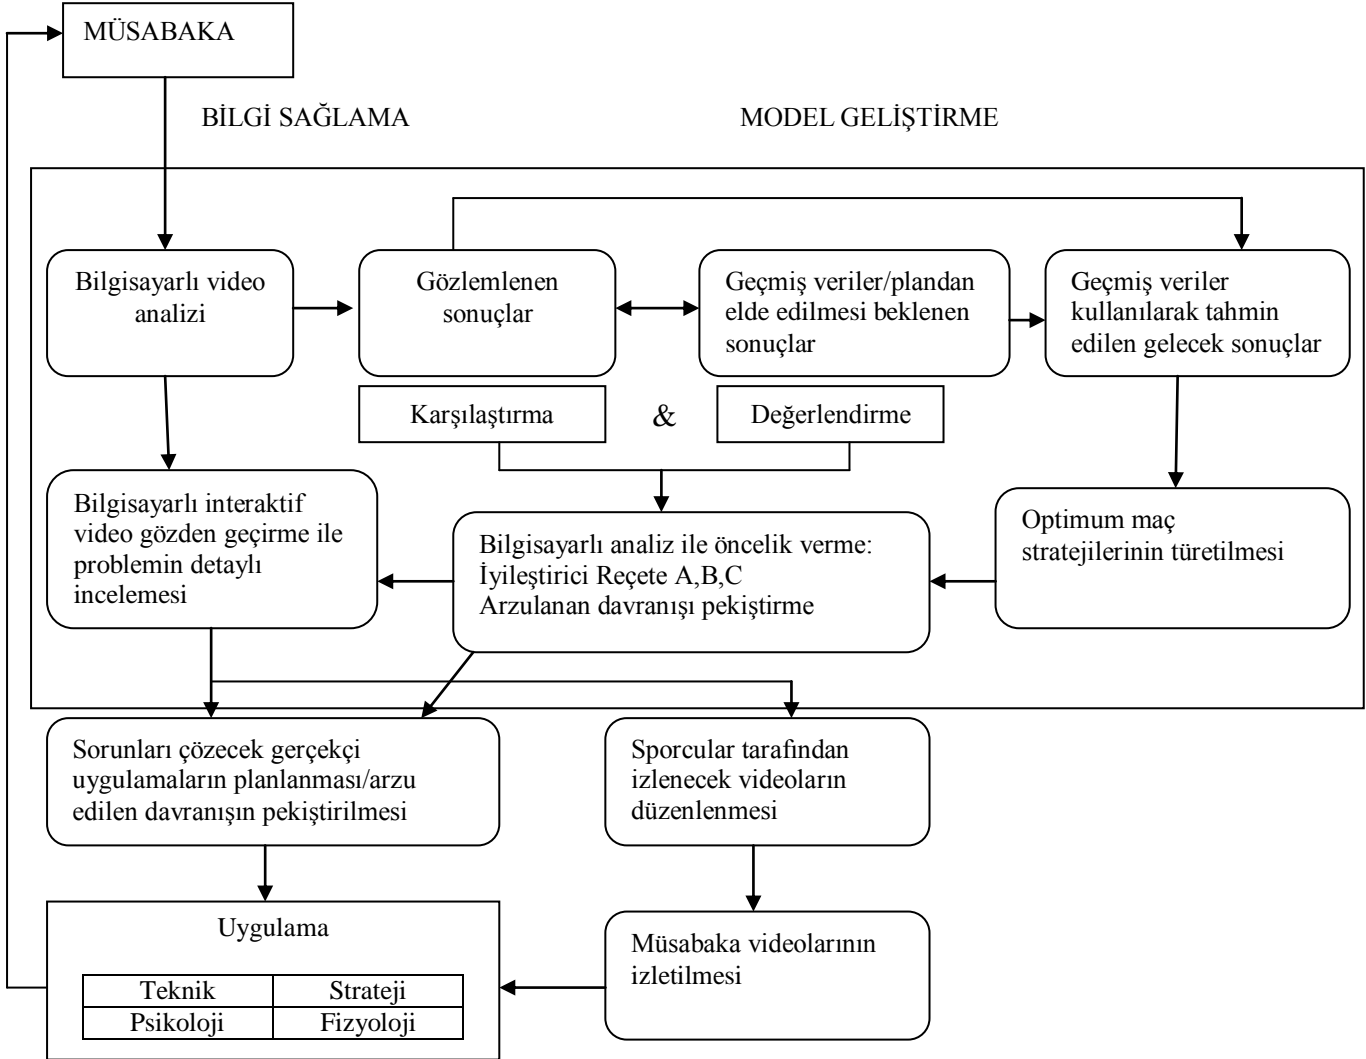 MÜSABAKA
BİLGİ SAĞLAMA
MODEL GELİŞTİRME
Bilgisayarlı video
analizi
Gözlemlenen
sonuçlar
Geçmiş veriler/plandan
elde edilmesi beklenen
sonuçlar
Geçmiş veriler
kullanılarak tahmin
edilen gelecek sonuçlar
Karşılaştırma
&
Değerlendirme
Bilgisayarlı interaktif
video gözden geçirme ile
problemin detaylı
incelemesi
Bilgisayarlı analiz ile öncelik verme:
İyileştirici Reçete A,B,C
Arzulanan davranışı pekiştirme
Optimum maç
stratejilerinin türetilmesi
Sorunları çözecek gerçekçi
uygulamaların planlanması/arzu
edilen davranışın pekiştirilmesi
Sporcular tarafından
izlenecek videoların
düzenlenmesi
Uygulama
Teknik Strateji
Psikoloji Fizyoloji
Müsabaka videolarının
izletilmesi